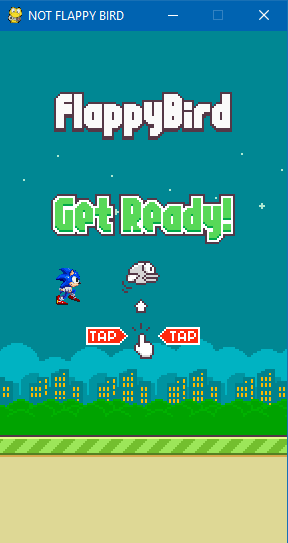 NOT FLAPPY BIRD
FlappyBird
Get Ready!
TAP TAP